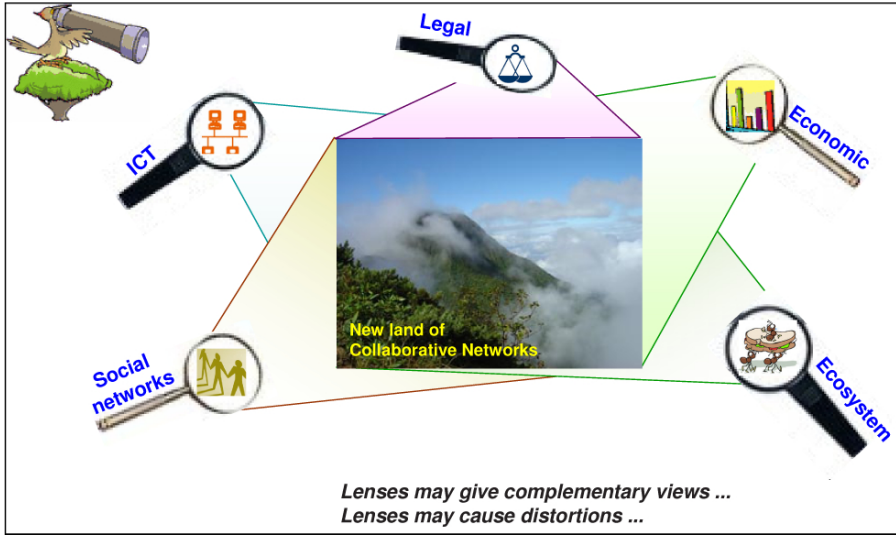 Legal
ICT
Economic
New land of
Collaborative Networks
Social
networks
Ecosystem
Lenses may give complementary views ...
Lenses may cause distortions ...